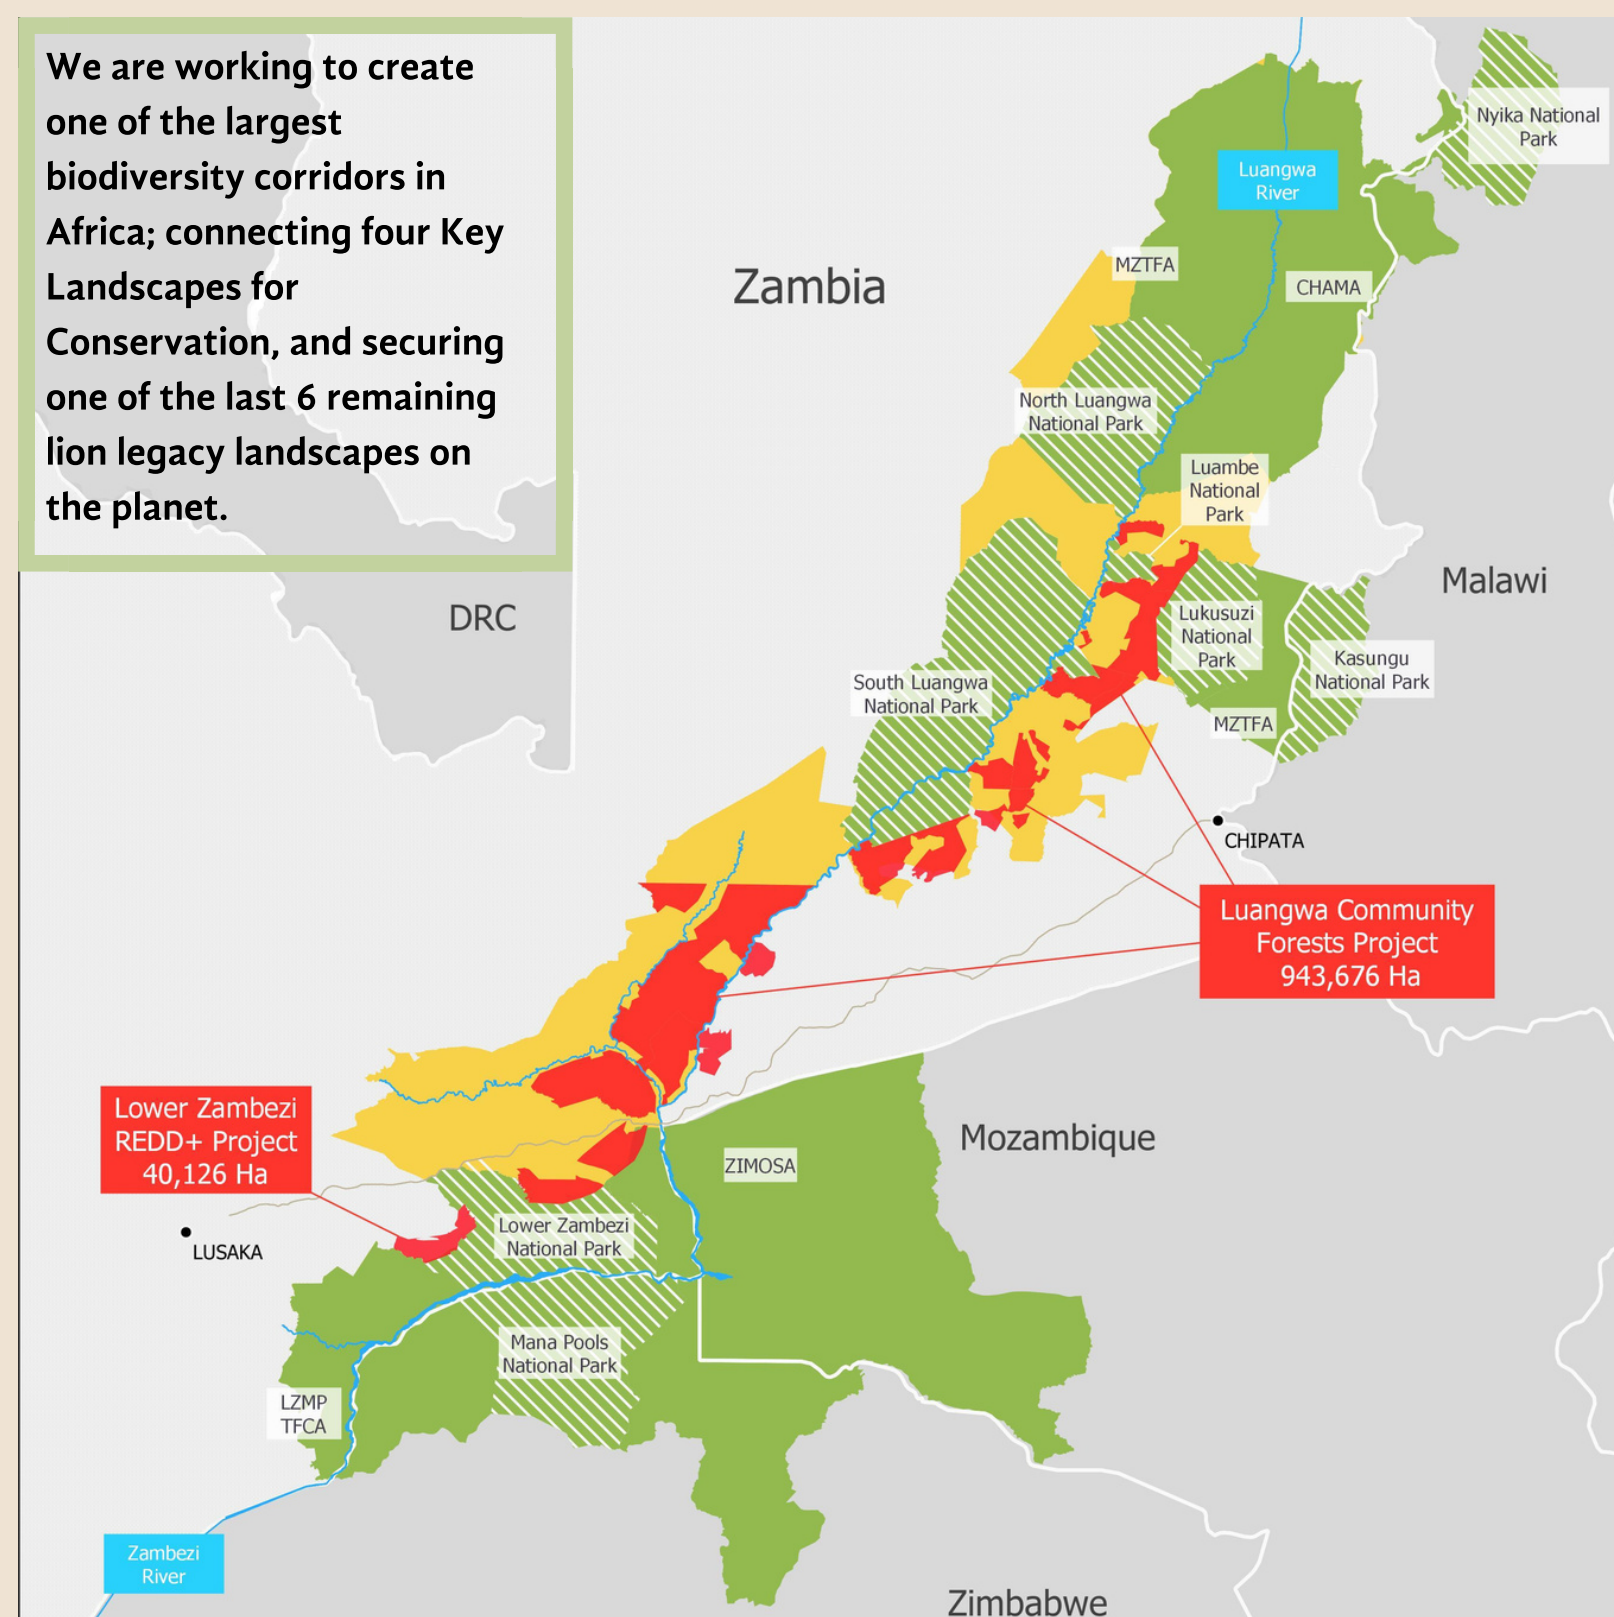 We are working to create
one of the largest
biodiversity corridors in
Africa; connecting four Key
Landscapes for
Conservation, and securing
one of the last 6 remaining
lion legacy landscapes on
the planet.
Nyika National
Park
Luangwa
River
MZTFA
Zambia
CHAMA
North Luangwa
National Park
Luambe
National
Park
Malawi
DRC
Lukusuzi
National
Park
Kasungu
National Park
South Luangwa
National Park
MZTFA
CHIPATA
Luangwa Community
Forests Project
943,676 Ha
Lower Zambezi
REDD+ Project
40,126 Ha
Mozambique
ZIMOSA
LUSAKA
Lower Zambezi
National Park
Mana Pools
National Park
LZMP
TFCA
Zambezi
River
Zimbabwe